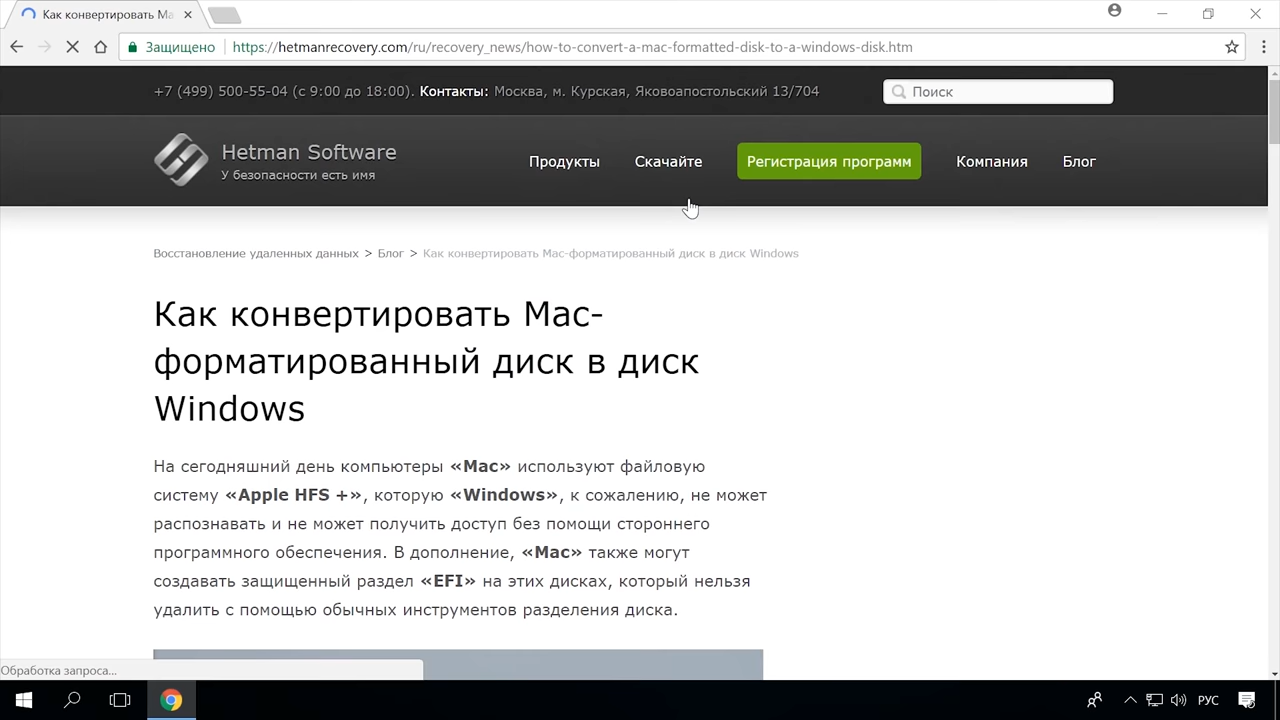 Как конвертировать Ma
Защищено
https://hetmanrecovery.com/ru/recovery_news/how-to-convert-a-mac-formatted-disk-to-a-windows-disk.htm
+7 (499) 500-55-04 (с 9:00 до 18:00). Контакты: Москва, м. Курская, Яковоапостольский 13/704
Поиск
Hetman Software
У безопасности есть имя
Продукты
Скачайте
Регистрация программ
Компания
Блог
Восстановление удаленных данных > Блог > Как конвертировать Mac-форматированный диск в диск Windows
Как конвертировать Mac-
форматированный диск в диск
Windows
На сегодняшний день компьютеры «Mac» используют файловую
систему «Apple HFS +», которую «Windows», к сожалению, не может
распознавать и не может получить доступ без помощи стороннего
программного обеспечения. В дополнение, «Mac» также могут
создавать защищенный раздел «EFI» на этих дисках, который нельзя
удалить с помощью обычных инструментов разделения диска.
Обработка запроса...
РУС